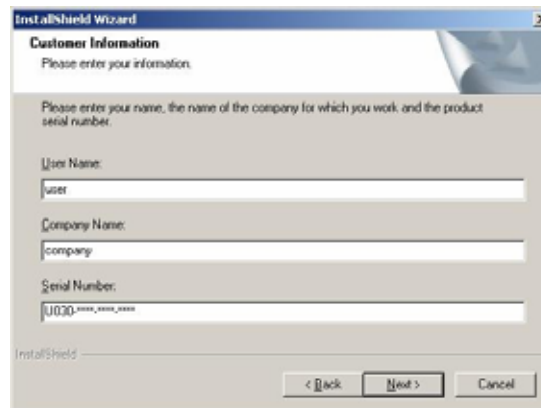 InstallShield Wizard
Customer Information
Please enter your information.
Please enter your name, the name of the company for which you work and the product
serial number.
User Name:
user
Company Name:
company
Serial Number:
U030-****-****-****
InstallShield
< Back Next > Cancel